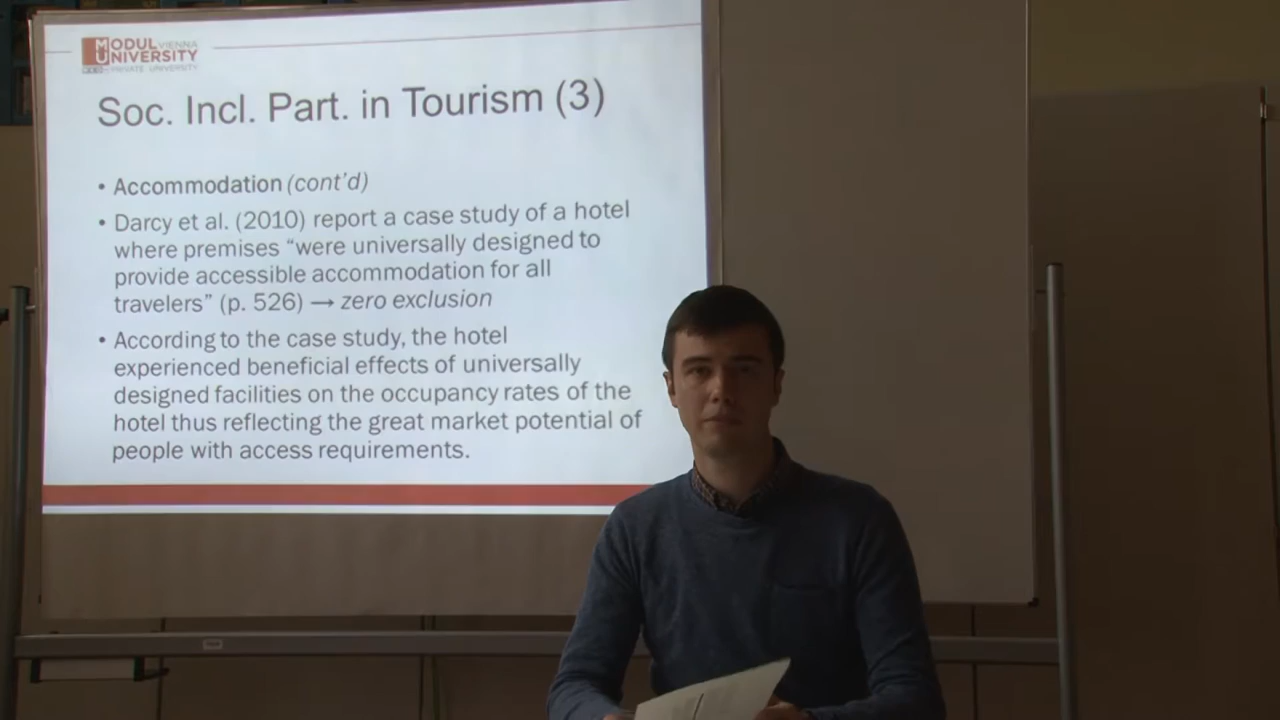 MODUL VIENNA
UNIVERSITY
PRIVATE UNIVERSITY
Soc. Incl. Part. in Tourism (3)
• Accommodation (cont'd)
• Darcy et al. (2010) report a case study of a hotel
where premises “were universally designed to
provide accessible accommodation for all
travelers” (p. 526) → zero exclusion
• According to the case study, the hotel
experienced beneficial effects of universally
designed facilities on the occupancy rates of the
hotel thus reflecting the great market potential of
people with access requirements.